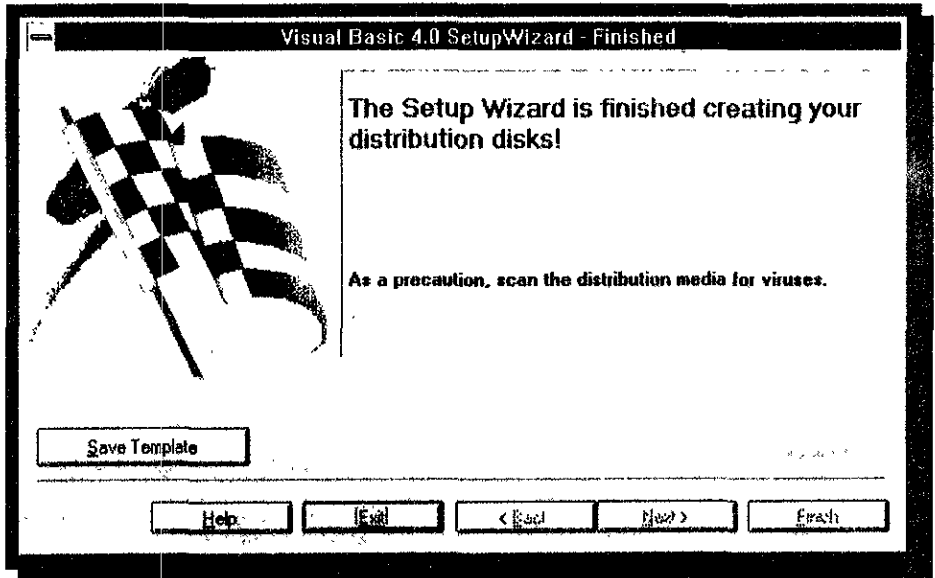 Visual Basic 4.0 SetupWizard - Finished
The Setup Wizard is finished creating your
distribution disks!
As a precaution, scan the distribution media for viruses.
Save Template
Help
Exit
< Back
Next >
Finish